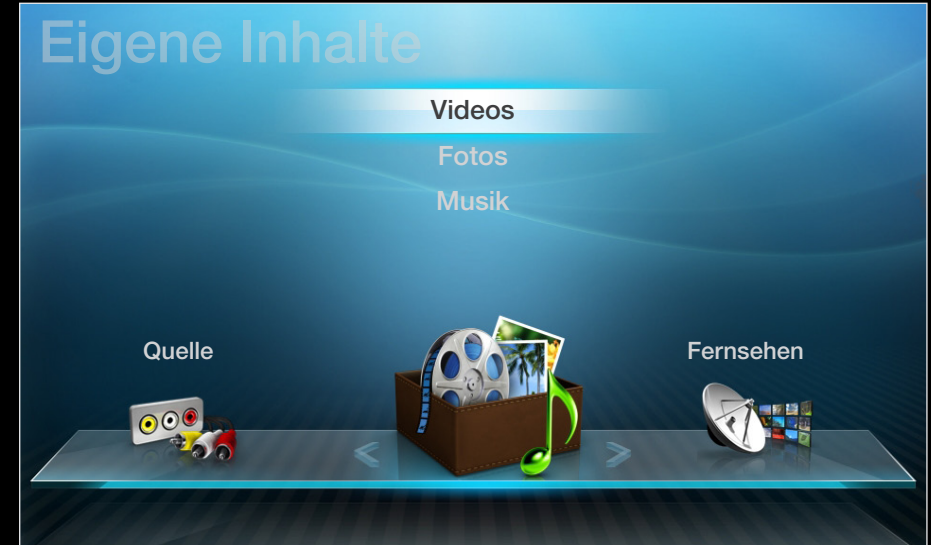 Eigene Inhalte
Videos
Fotos
Musik
Quelle
Fernsehen